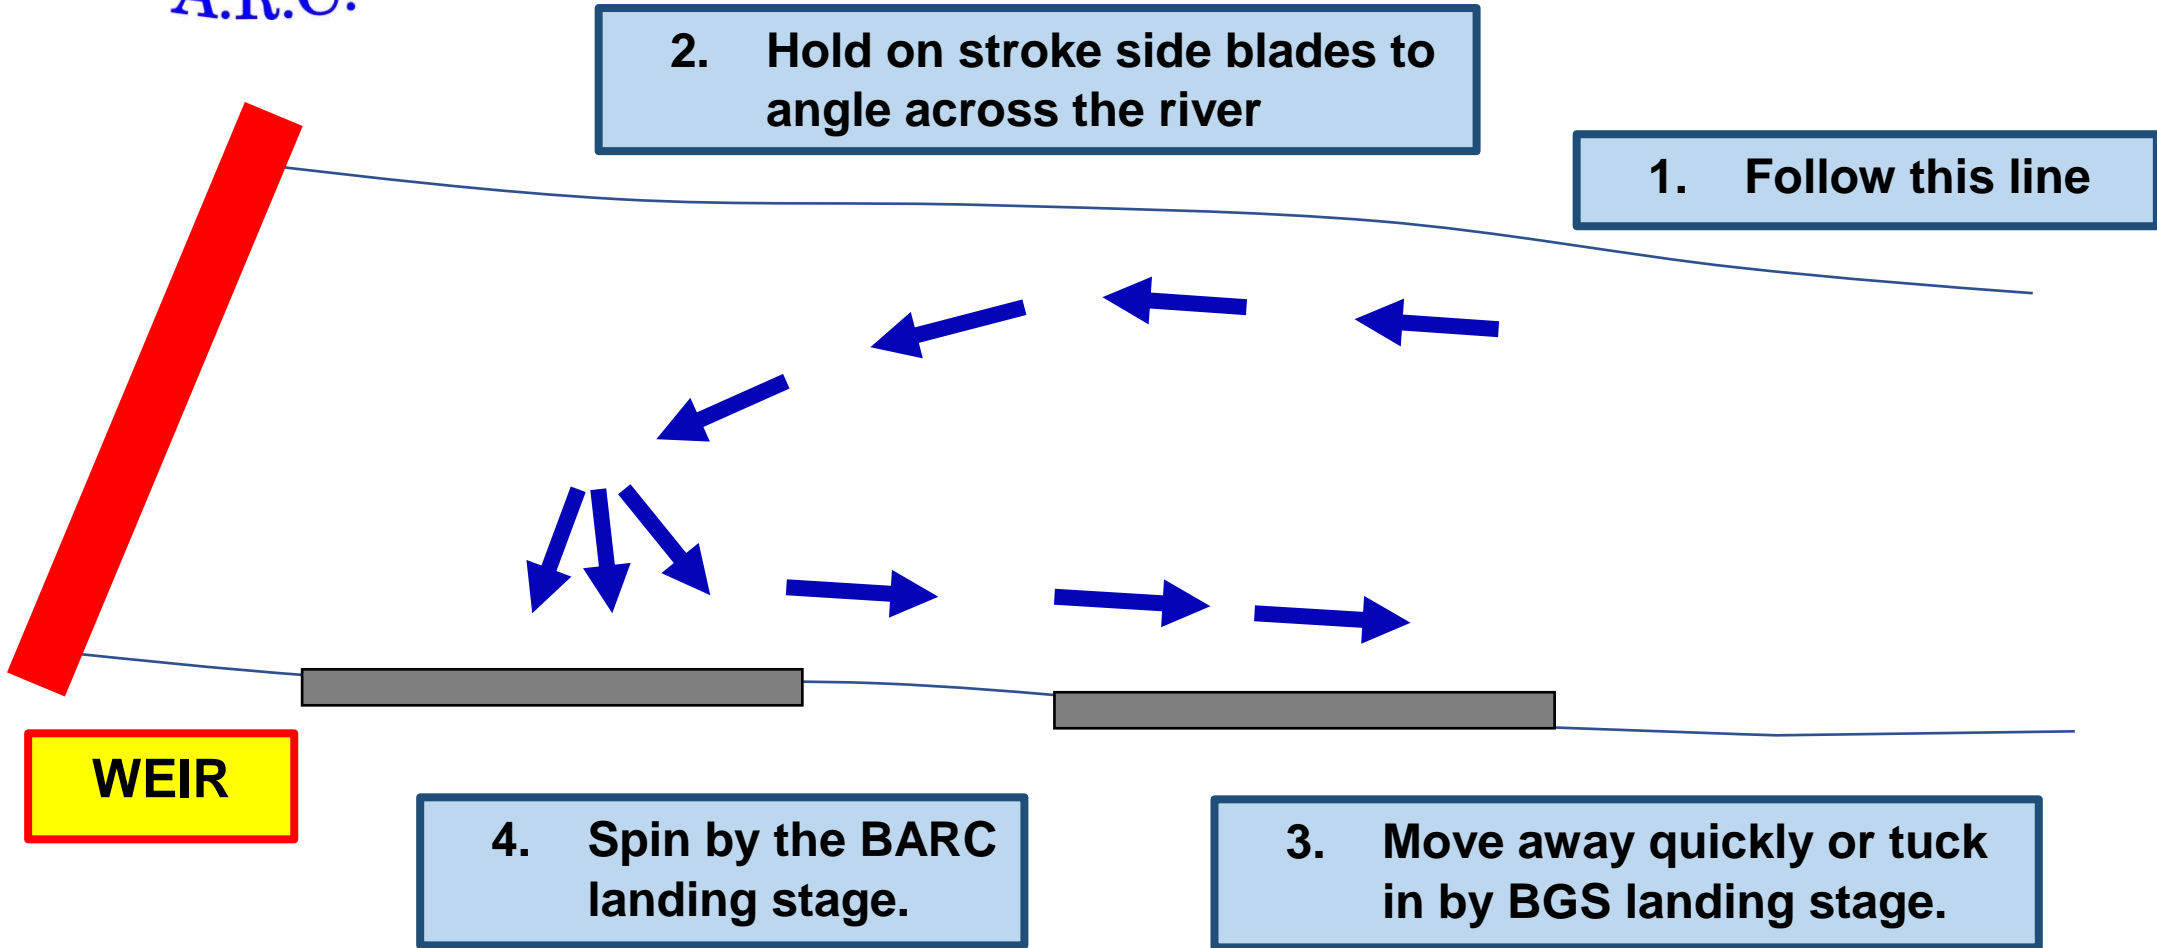 A.R.C.
2. Hold on stroke side blades to
angle across the river
1. Follow this line
WEIR
4. Spin by the BARC
landing stage.
3. Move away quickly or tuck
in by BGS landing stage.